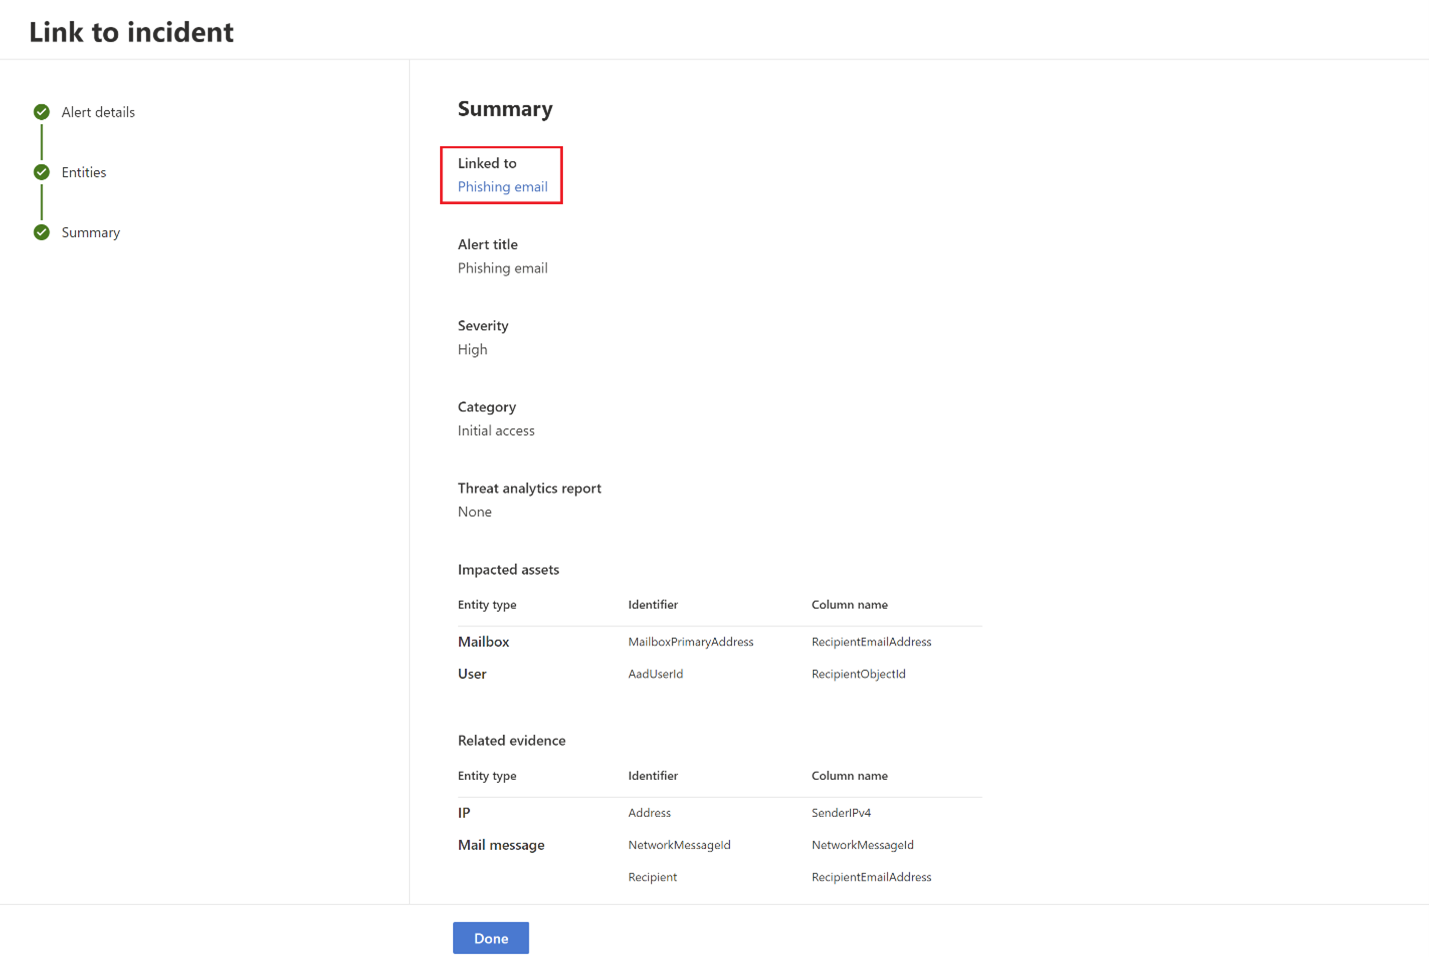 Link to incident
Alert details
Entities
Summary
Summary
Linked to
Phishing email
Alert title
Phishing email
Severity
High
Category
Initial access
Threat analytics report
None
Impacted assets
Entity type Identifier Column name
Mailbox MailboxPrimaryAddress RecipientEmailAddress
User AadUserId RecipientObjectId
Related evidence
Entity type Identifier Column name
IP Address SenderIPv4
Mail message NetworkMessageId NetworkMessageId
Recipient RecipientEmailAddress
Done